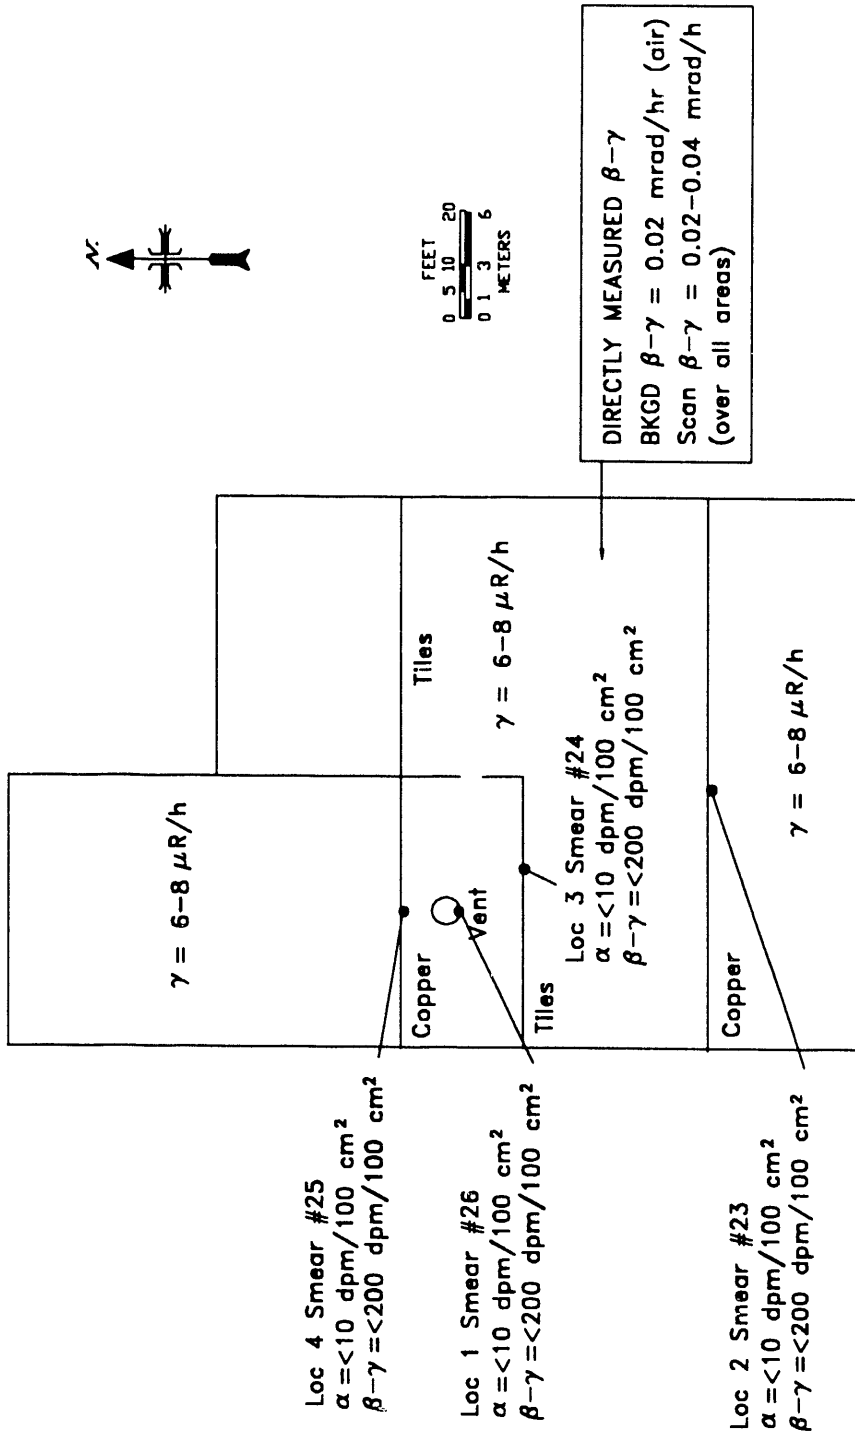 N.
FEET
0 5 10 20
0 1 3 6
METERS
DIRECTLY MEASURED β-γ
BKGD β-γ = 0.02 mrad/hr (air)
Scan β-γ = 0.02-0.04 mrad/h
(over all areas)
γ = 6-8 μR/h
Tiles
γ = 6-8 μR/h
Loc 4 Smear #25
α =<10 dpm/100 cm²
β-γ =<200 dpm/100 cm²
Copper
Vent
Loc 1 Smear #26
α =<10 dpm/100 cm²
β-γ =<200 dpm/100 cm²
Tiles
Loc 3 Smear #24
α =<10 dpm/100 cm²
β-γ =<200 dpm/100 cm²
Copper
γ = 6-8 μR/h
Loc 2 Smear #23
α =<10 dpm/100 cm²
β-γ =<200 dpm/100 cm²